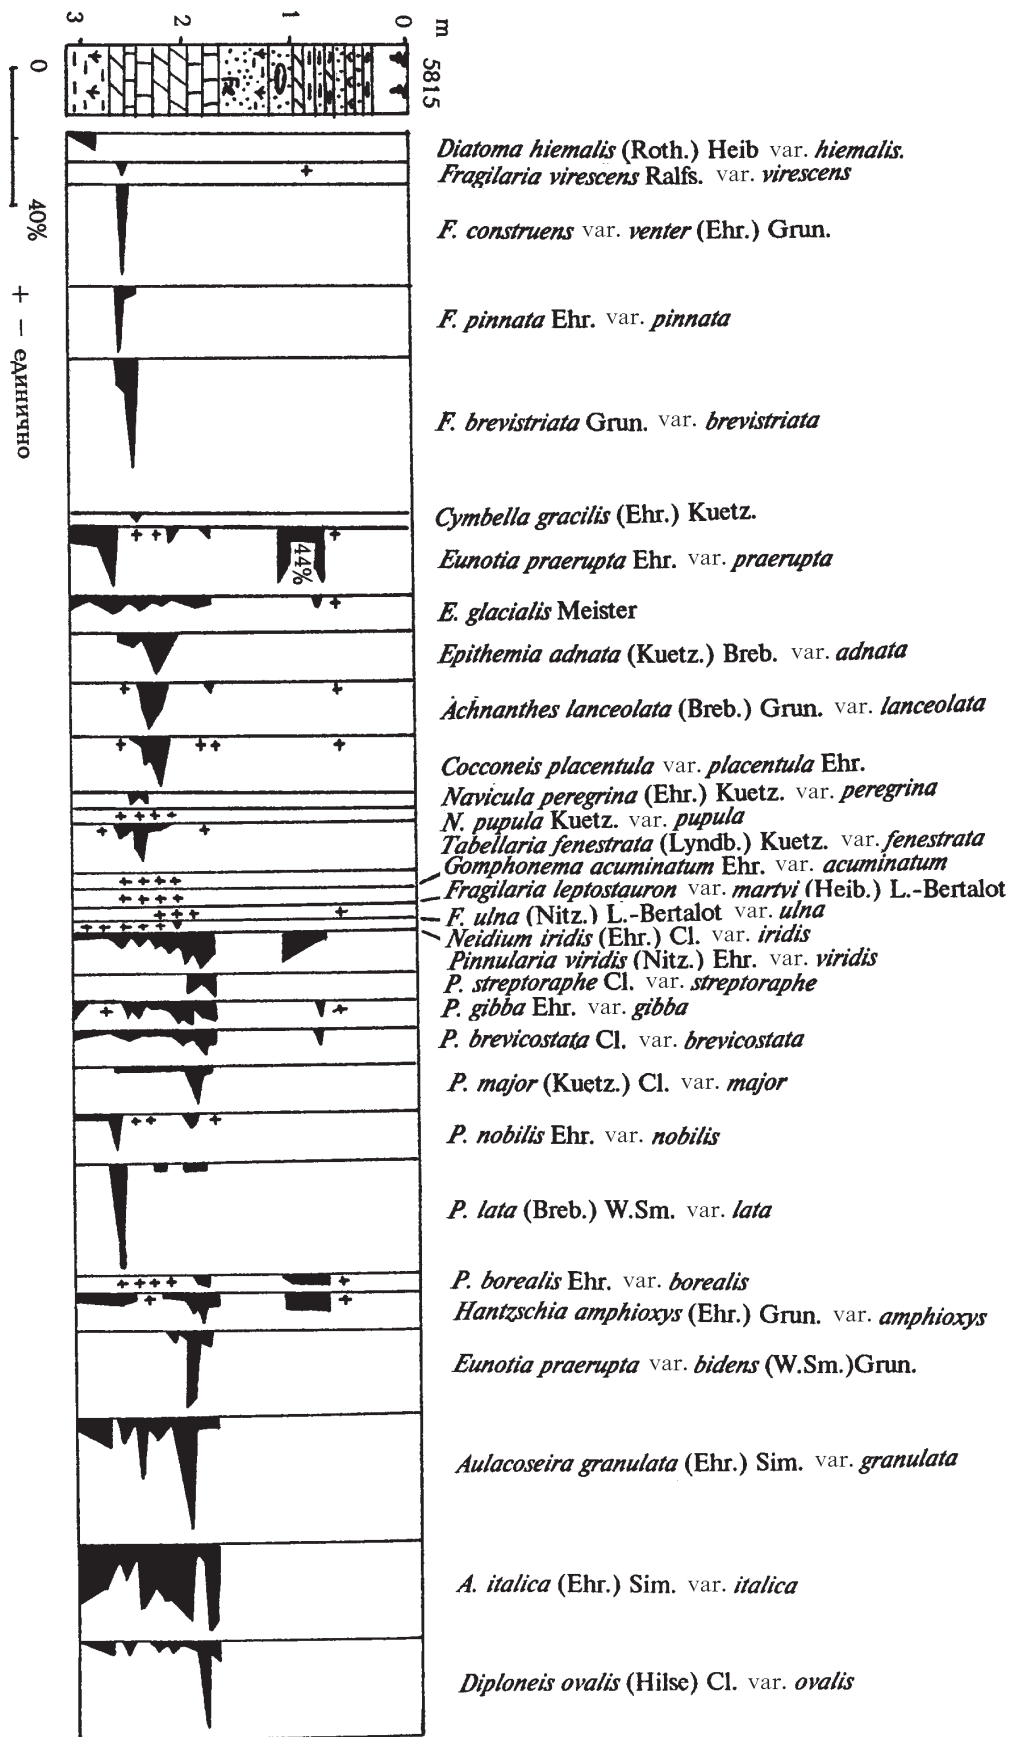 m
0
1
2
3
5815
0
40%
+ — единично
Diatoma hiemalis (Roth.) Heib var. hiemalis.
Fragilaria virescens Ralfs. var. virescens
F. construens var. venter (Ehr.) Grun.
F. pinnata Ehr. var. pinnata
F. brevistriata Grun. var. brevistriata
Cymbella gracilis (Ehr.) Kuetz.
Eunotia praerupta Ehr. var. praerupta
44%
E. glacialis Meister
Epithemia adnata (Kuetz.) Breb. var. adnata
Achnanthes lanceolata (Breb.) Grun. var. lanceolata
Cocconeis placentula var. placentula Ehr.
Navicula peregrina (Ehr.) Kuetz. var. peregrina
N. pupula Kuetz. var. pupula
Tabellaria fenestrata (Lyndb.) Kuetz. var. fenestrata
Gomphonema acuminatum Ehr. var. acuminatum
Fragilaria leptostauron var. martyi (Heib.) L.-Bertalot
F. ulna (Nitz.) L.-Bertalot var. ulna
Neidium iridis (Ehr.) Cl. var. iridis
Pinnularia viridis (Nitz.) Ehr. var. viridis
P. streptoraphe Cl. var. streptoraphe
P. gibba Ehr. var. gibba
P. brevicostata Cl. var. brevicostata
P. major (Kuetz.) Cl. var. major
P. nobilis Ehr. var. nobilis
P. lata (Breb.) W.Sm. var. lata
P. borealis Ehr. var. borealis
Hantzschia amphioxys (Ehr.) Grun. var. amphioxys
Eunotia praerupta var. bidens (W.Sm.)Grun.
Aulacoseira granulata (Ehr.) Sim. var. granulata
A. italica (Ehr.) Sim. var. italica
Diploneis ovalis (Hilse) Cl. var. ovalis